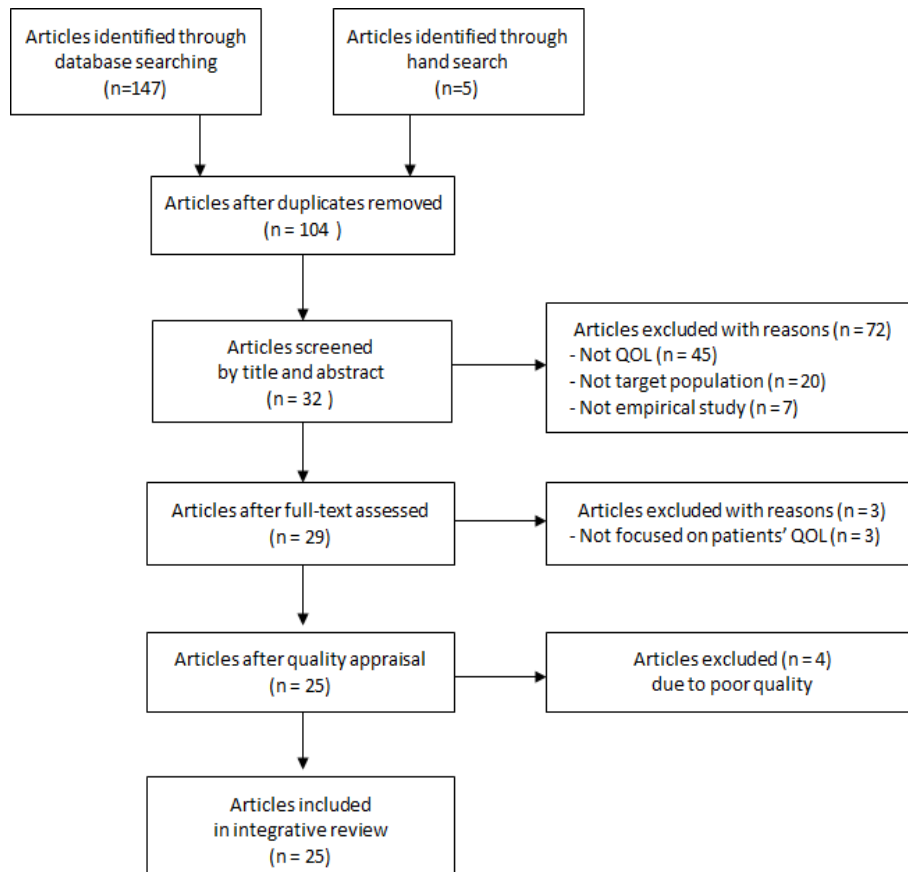 Articles identified through
database searching
(n=147)
Articles identified through
hand search
(n=5)
Articles after duplicates removed
(n = 104 )
Articles screened
by title and abstract
(n = 32 )
Articles excluded with reasons (n = 72)
- Not QOL (n = 45)
- Not target population (n = 20)
- Not empirical study (n = 7)
Articles after full-text assessed
(n = 29)
Articles excluded with reasons (n = 3)
- Not focused on patients’ QOL (n = 3)
Articles after quality appraisal
(n = 25)
Articles excluded (n = 4)
due to poor quality
Articles included
in integrative review
(n = 25)